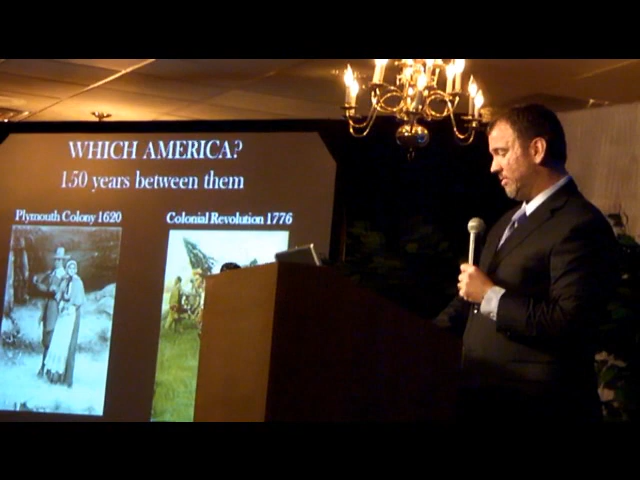 WHICH AMERICA?
150 years between them
Plymouth Colony 1620
Colonial Revolution 1776